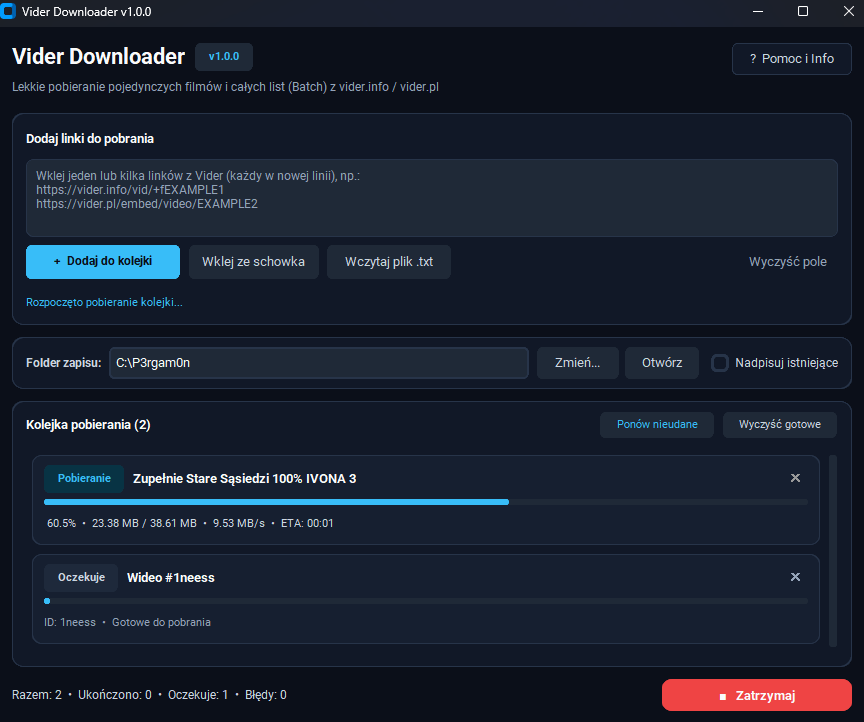 Vider Downloader v1.0.0
Vider Downloader v1.0.0
? Pomoc i Info
Lekkie pobieranie pojedynczych filmów i całych list (Batch) z vider.info / vider.pl
Dodaj linki do pobrania
Wklej jeden lub kilka linków z Vider (każdy w nowej linii), np.:
https://vider.info/vid/+fEXAMPLE1
https://vider.pl/embed/video/EXAMPLE2
+ Dodaj do kolejki
Wklej ze schowka
Wczytaj plik .txt
Wyczyść pole
Rozpoczęto pobieranie kolejki...
Folder zapisu:
C:\P3rgam0n
Zmień...
Otwórz
Nadpisuj istniejące
Kolejka pobierania (2)
Ponów nieudane
Wyczyść gotowe
Pobieranie
Zupełnie Stare Sąsiedzi 100% IVONA 3
60.5% • 23.38 MB / 38.61 MB • 9.53 MB/s • ETA: 00:01
Oczekuje
Wideo #1neess
ID: 1neess • Gotowe do pobrania
Razem: 2 • Ukończono: 0 • Oczekuje: 1 • Błędy: 0
Zatrzymaj